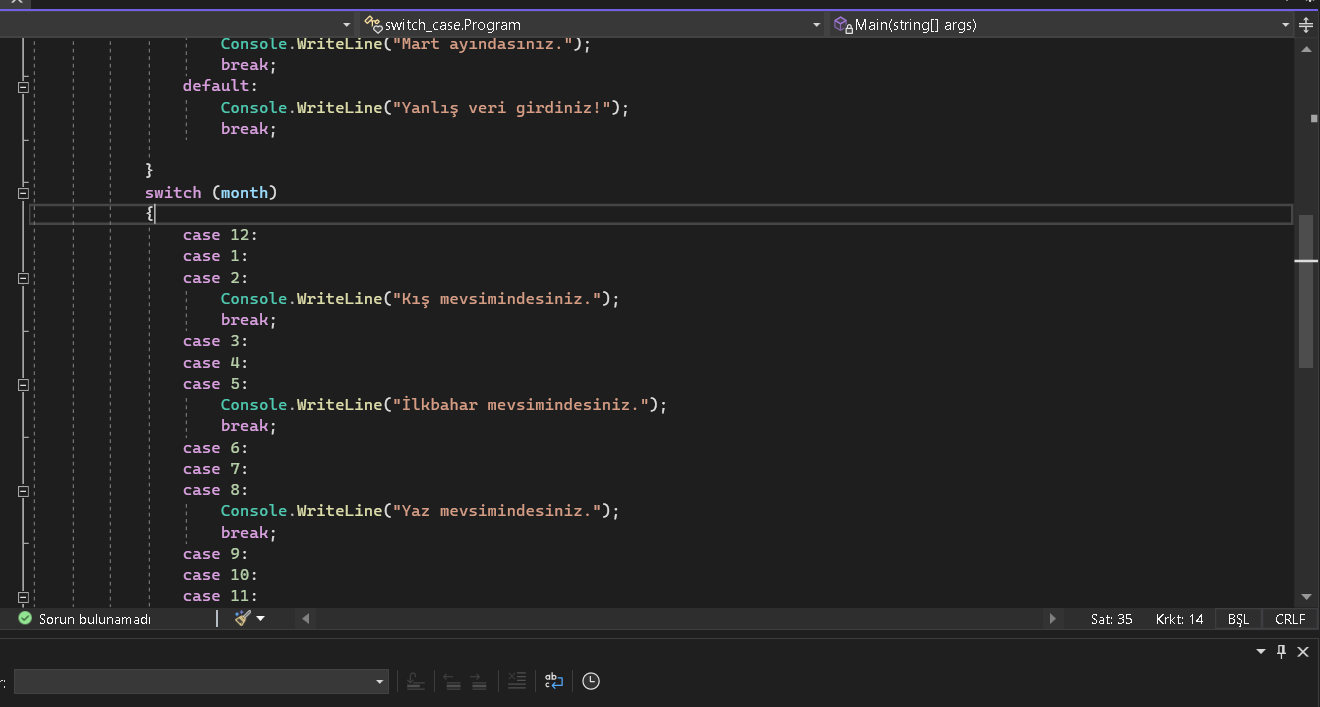 switch_case.Program Main(string[] args)
Console.WriteLine("Mart ayındasınız.");
break;
default:
Console.WriteLine("Yanlış veri girdiniz!");
break;
}
switch (month)
{
case 12:
case 1:
case 2:
Console.WriteLine("Kış mevsimindesiniz.");
break;
case 3:
case 4:
case 5:
Console.WriteLine("İlkbahar mevsimindesiniz.");
break;
case 6:
case 7:
case 8:
Console.WriteLine("Yaz mevsimindesiniz.");
break;
case 9:
case 10:
case 11:
Sorun bulunamadı Sat: 35 Krkt: 14 BŞL CRLF